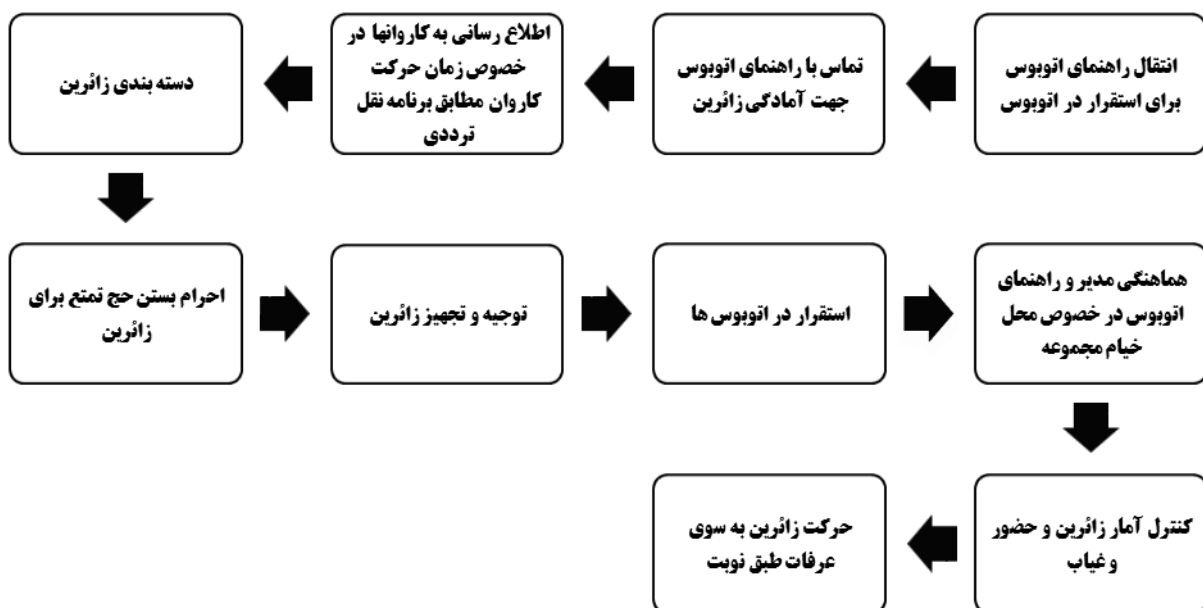 انتقال راهنمای اتوبوس
برای استقرار در اتوبوس
تماس با راهنمای اتوبوس
جهت آمادگی زائرین
اطلاع رسانی به کاروانها در
خصوص زمان حرکت
کاروان مطابق برنامه نقل
ترددی
دسته بندی زائرین
احرام بستن حج تمتع برای
زائرین
توجیه و تجهیز زائرین
استقرار در اتوبوس ها
هماهنگی مدیر و راهنمای
اتوبوس در خصوص محل
خیام مجموعه
کنترل آمار زائرین و حضور
و غیاب
حرکت زائرین به سوی
عرفات طبق نوبت